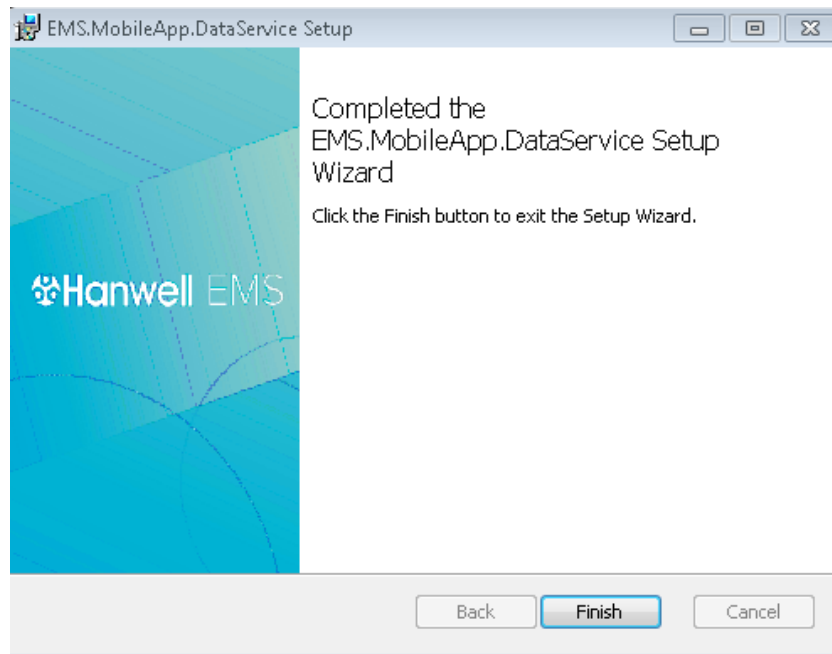 EMS.MobileApp.DataService Setup
Completed the
EMS.MobileApp.DataService Setup
Wizard
Click the Finish button to exit the Setup Wizard.
Hanwell EMS
Back
Finish
Cancel